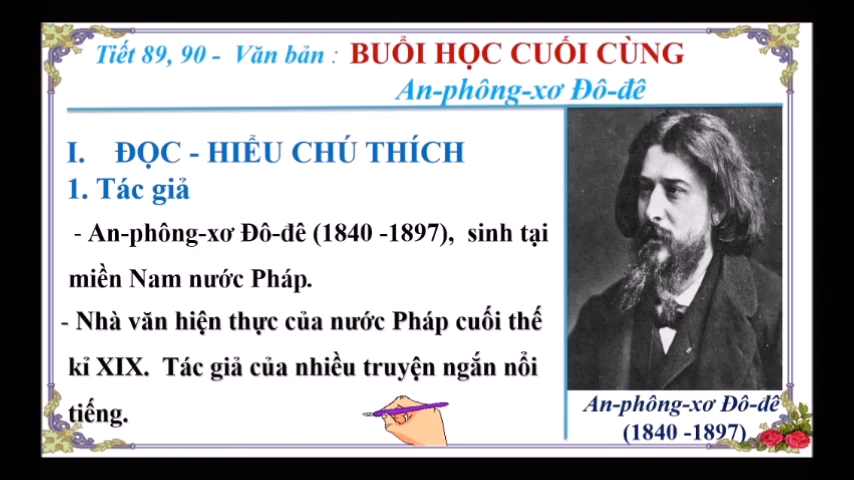 Tiết 89, 90 - Văn bản : BUỔI HỌC CUỐI CÙNG
An-phông-xơ Đô-đê
I. ĐỌC - HIỂU CHÚ THÍCH
1. Tác giả
- An-phông-xơ Đô-đê (1840 -1897), sinh tại
miền Nam nước Pháp.
- Nhà văn hiện thực của nước Pháp cuối thế
kỉ XIX. Tác giả của nhiều truyện ngắn nổi
tiếng.
An-phông-xơ Đô-đê
(1840 -1897)